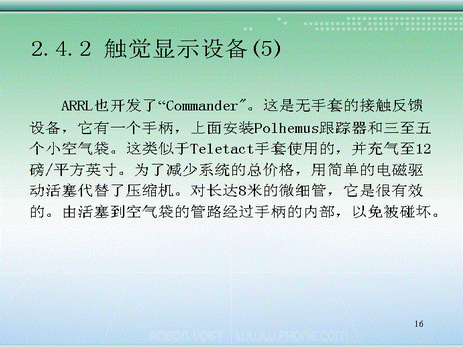 2.4.2 触觉显示设备(5)
ARRL也开发了“Commander"。这是无手套的接触反馈
设备，它有一个手柄，上面安装Polhemus跟踪器和三至五
个小空气袋。这类似于Teletact手套使用的，并充气至12
磅/平方英寸。为了减少系统的总价格，用简单的电磁驱
动活塞代替了压缩机。对长达8米的微细管，它是很有效
的。由活塞到空气袋的管路经过手柄的内部，以免被碰坏。
16